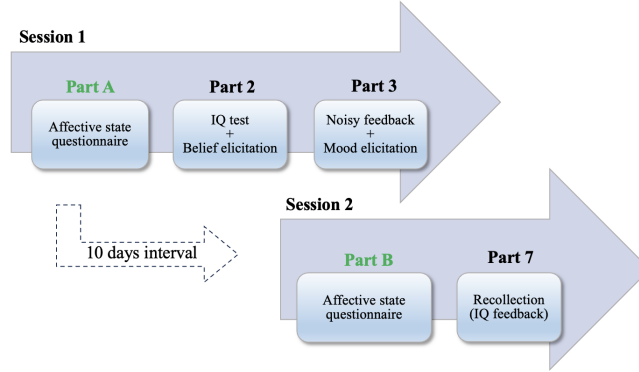 Session 1
Part A
Part 2
Part 3
Affective state
questionnaire
IQ test
+
Belief elicitation
Noisy feedback
+
Mood elicitation
10 days interval
Session 2
Part B
Part 7
Affective state
questionnaire
Recollection
(IQ feedback)